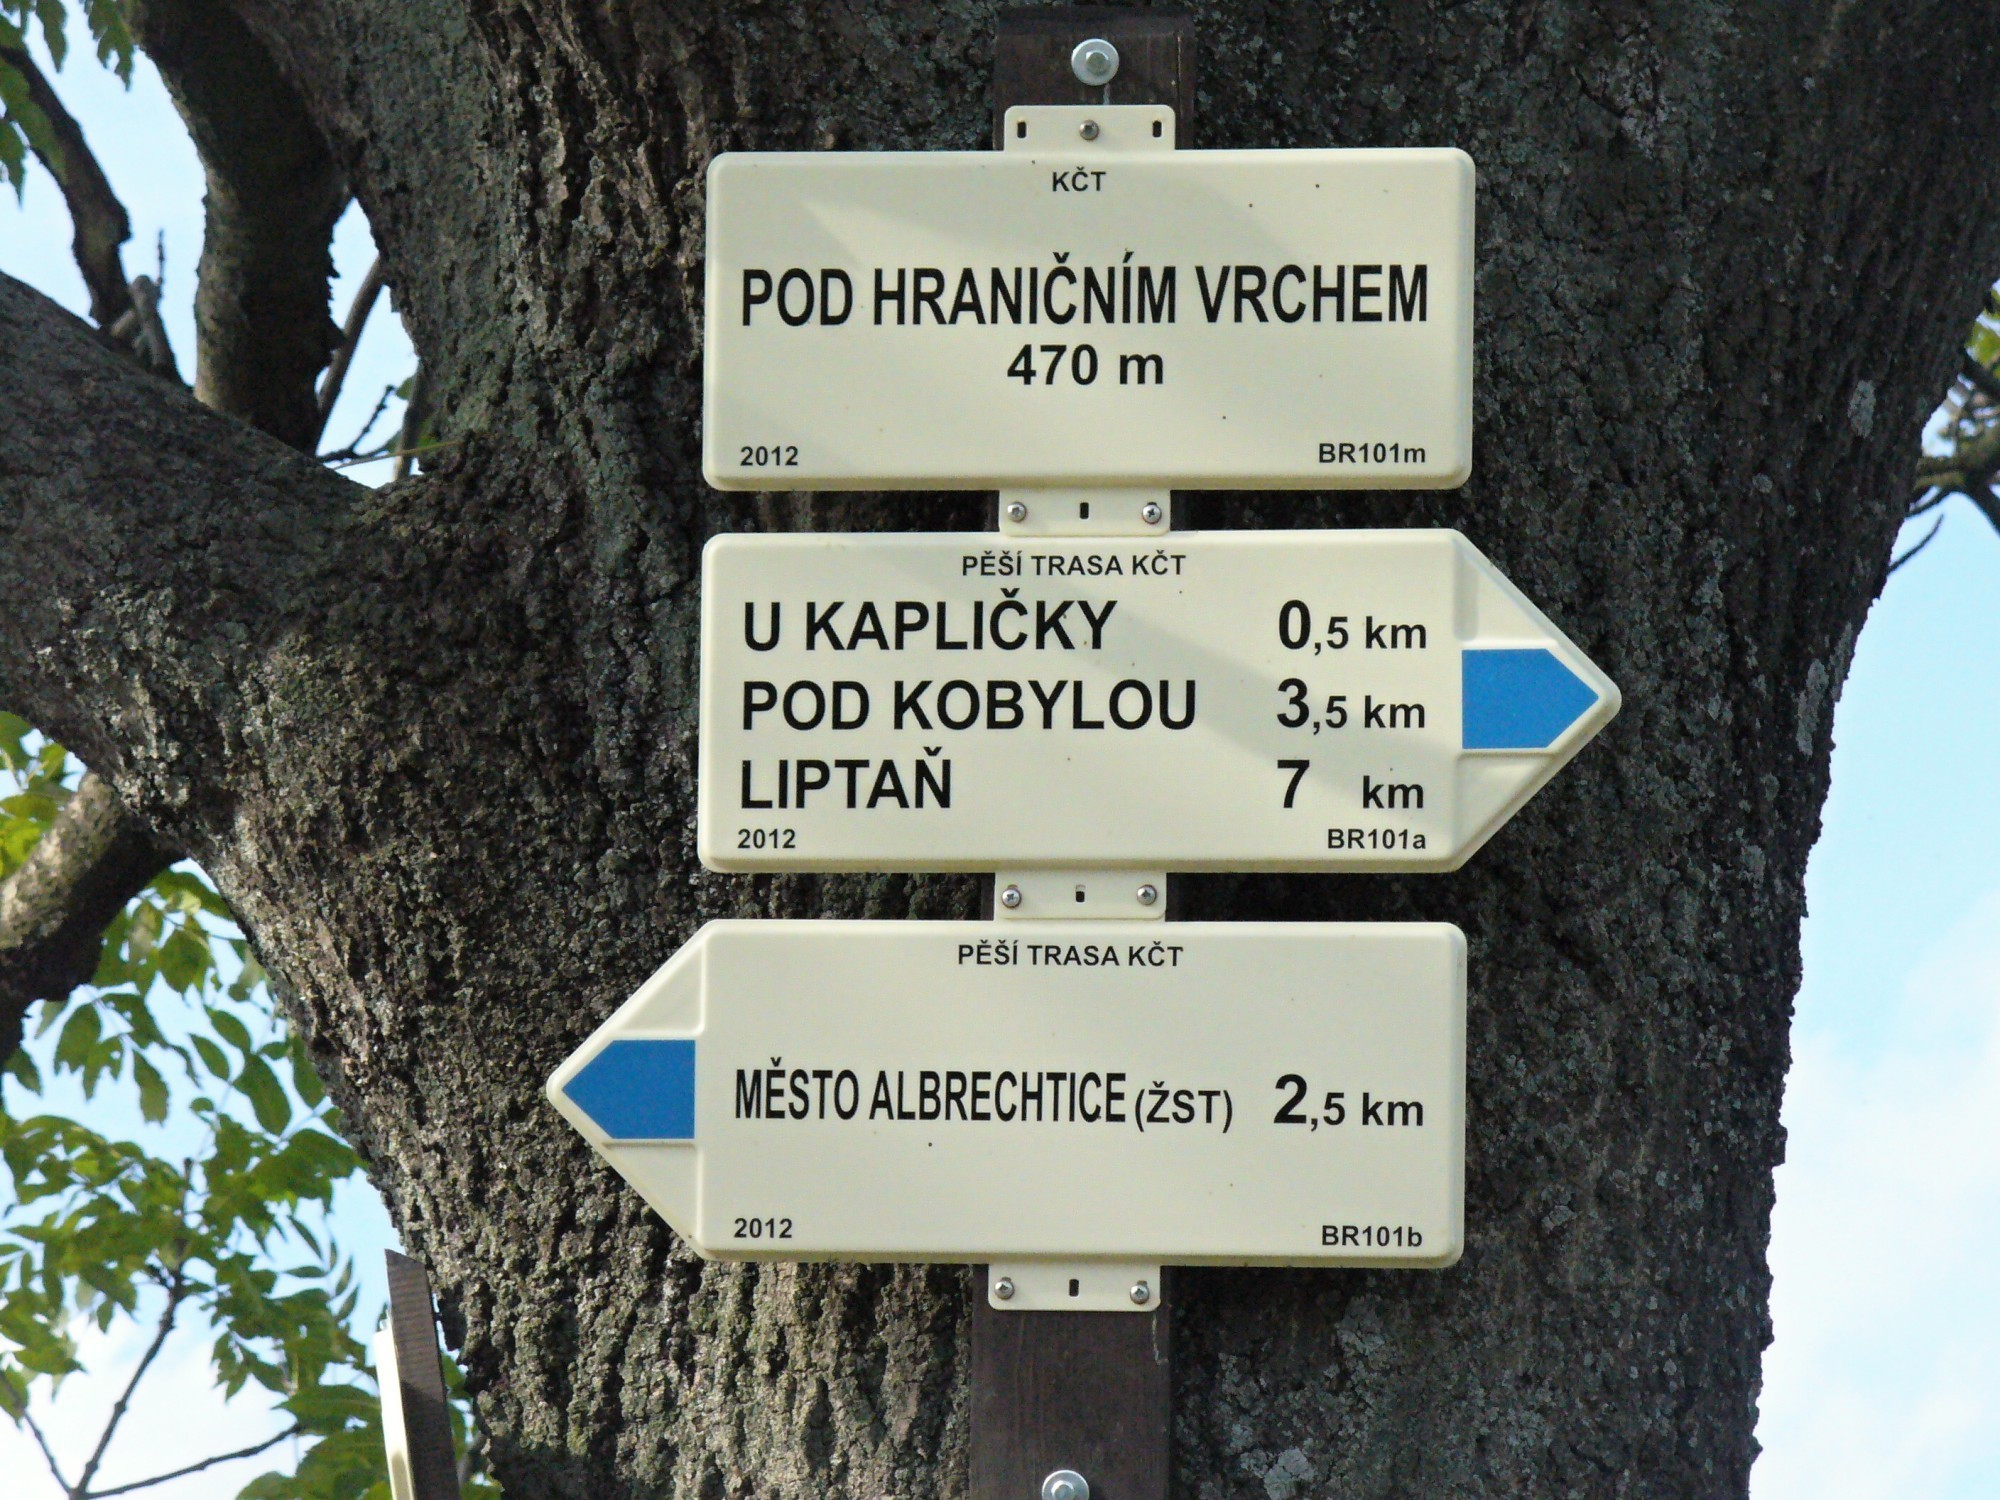 KČT
POD HRANIČNÍM VRCHEM
470 m
2012 BR101m
PĚŠÍ TRASA KČT
U KAPLIČKY 0,5 km
POD KOBYLOU 3,5 km
LIPTAŇ 7 km
2012 BR101a
PĚŠÍ TRASA KČT
MĚSTO ALBRECHTICE (ŽST) 2,5 km
2012 BR101b